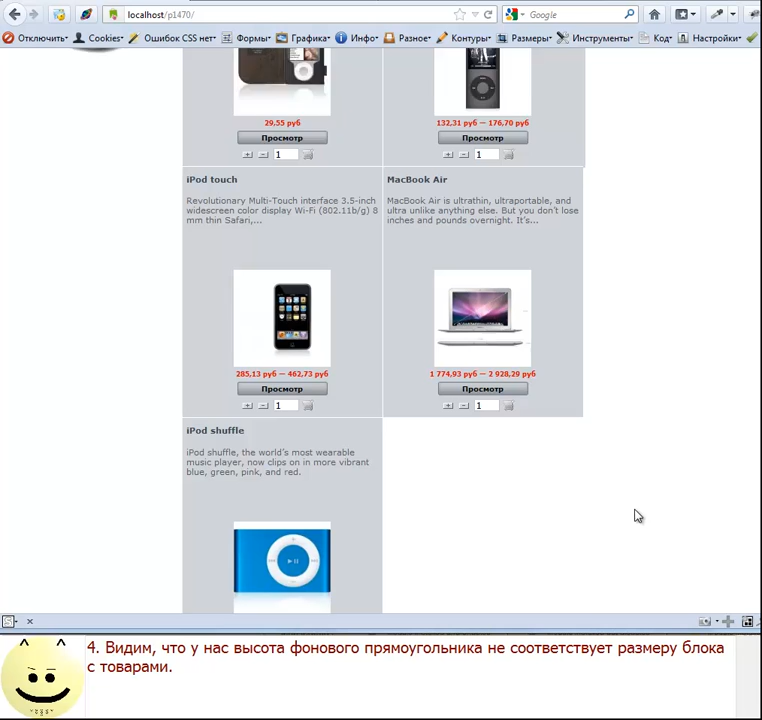 localhost/p1470/
Google
Отключить▾ Cookies▾ Ошибок CSS нет▾ Формы▾ Графика▾ Инфо▾ Разное▾ Контуры▾ Размеры▾ Инструменты▾ Код▾ Настройки▾
29,55 руб 132,31 руб — 176,70 руб
Просмотр Просмотр
1 1
iPod touch MacBook Air
Revolutionary Multi-Touch interface 3.5-inch MacBook Air is ultrathin, ultraportable, and
widescreen color display Wi-Fi (802.11b/g) 8 ultra unlike anything else. But you don't lose
mm thin Safari,... inches and pounds overnight. It's...
285,13 руб — 462,73 руб 1 774,93 руб — 2 928,29 руб
Просмотр Просмотр
1 1
iPod shuffle
iPod shuffle, the world's most wearable
music player, now clips on in more vibrant
blue, green, pink, and red.
4. Видим, что у нас высота фонового прямоугольника не соответствует размеру блока
с товарами.